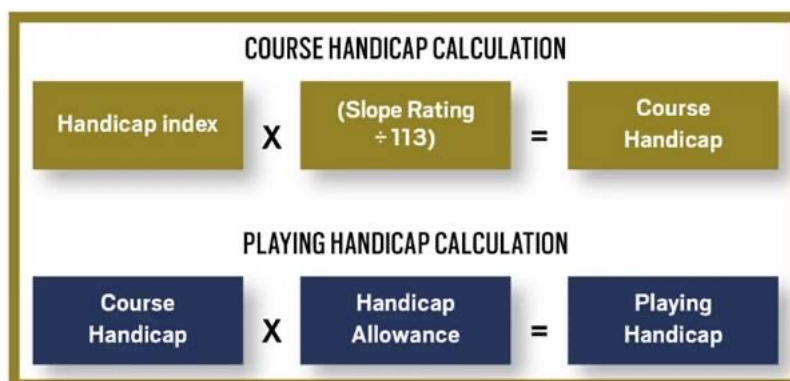 COURSE HANDICAP CALCULATION
Handicap index X (Slope Rating ÷ 113) = Course Handicap
PLAYING HANDICAP CALCULATION
Course Handicap X Handicap Allowance = Playing Handicap